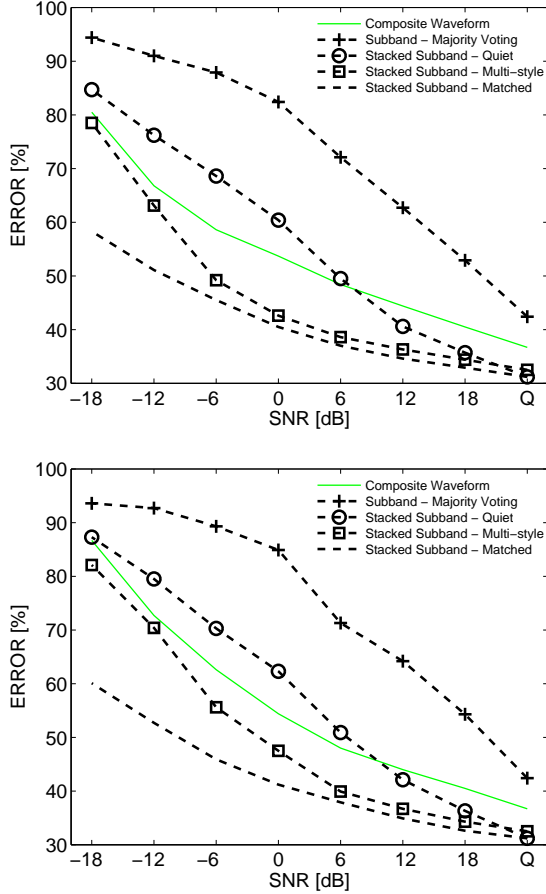 100
90
80
70
60
50
40
30
ERROR [%]
−18 −12 −6 0 6 12 18 Q
SNR [dB]
Composite Waveform
Subband − Majority Voting
Stacked Subband − Quiet
Stacked Subband − Multi−style
Stacked Subband − Matched
100
90
80
70
60
50
40
30
ERROR [%]
−18 −12 −6 0 6 12 18 Q
SNR [dB]
Composite Waveform
Subband − Majority Voting
Stacked Subband − Quiet
Stacked Subband − Multi−style
Stacked Subband − Matched